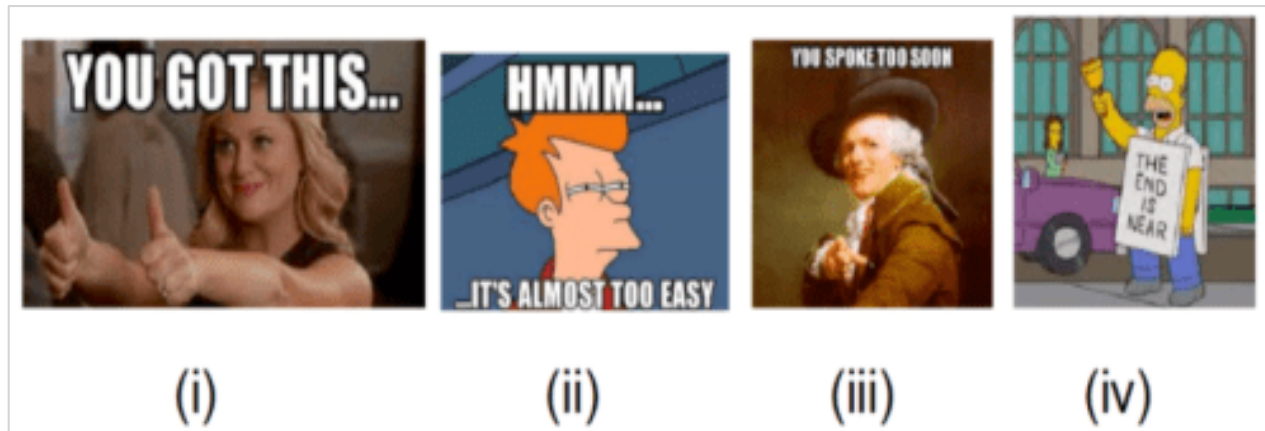 YOU GOT THIS...
HMMM...
...IT'S ALMOST TOO EASY
YOU SPOKE TOO SOON
THE
END
IS
NEAR
(i)
(ii)
(iii)
(iv)